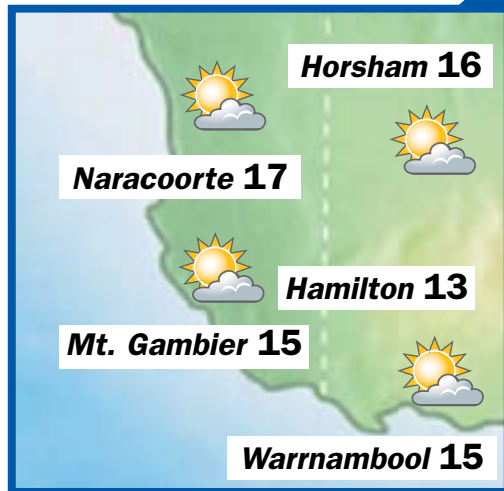 Horsham 16
Naracoorte 17
Hamilton 13
Mt. Gambier 15
Warrnambool 15